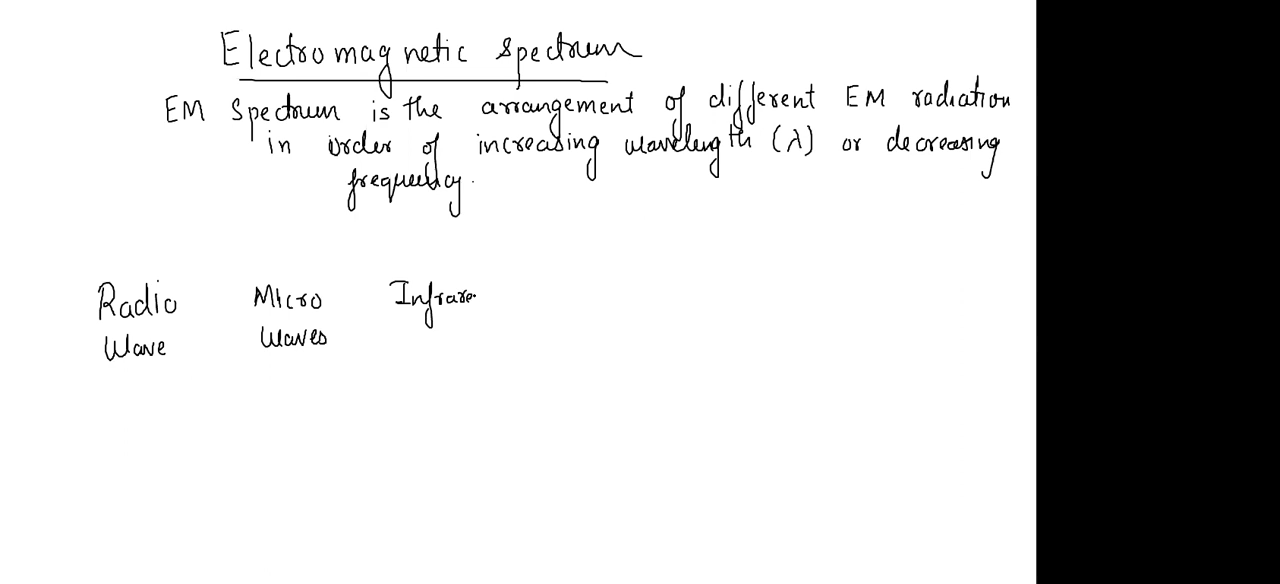 Electromagnetic spectrum
EM Spectrum is the arrangement of different EM radiation
in order of increasing wavelength (λ) or decreasing
frequency.
Radio Micro Infrare
Wave Waves